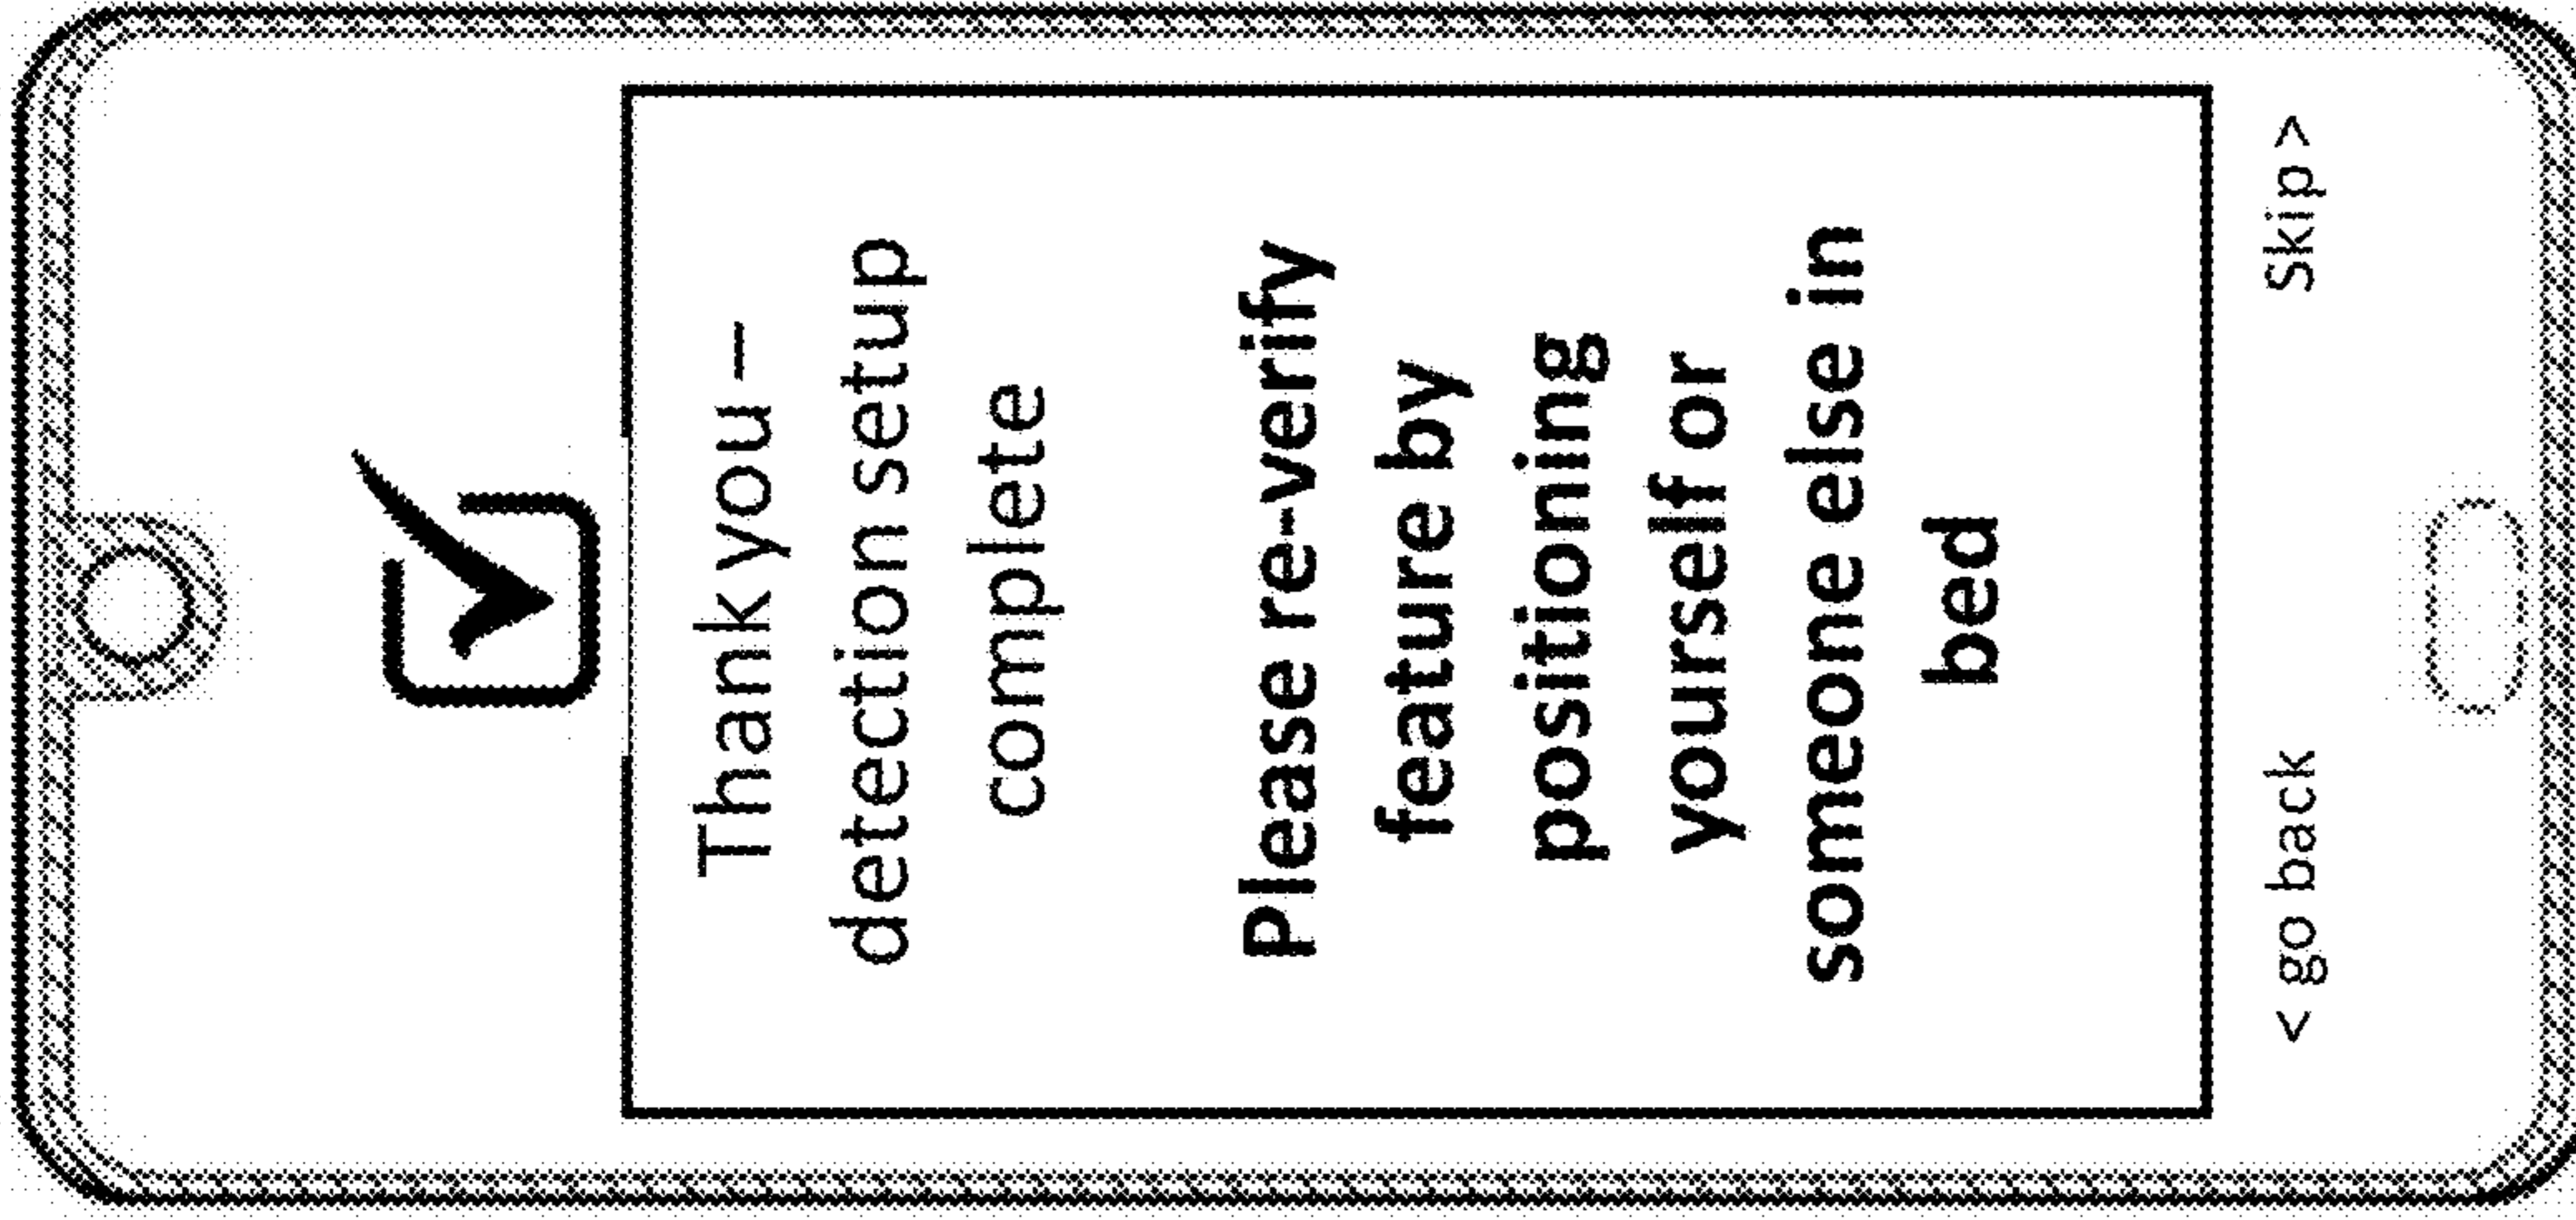 Thank you –
detection setup
complete
Please re-verify
feature by
positioning
yourself or
someone else in
bed
< go back
Skip >